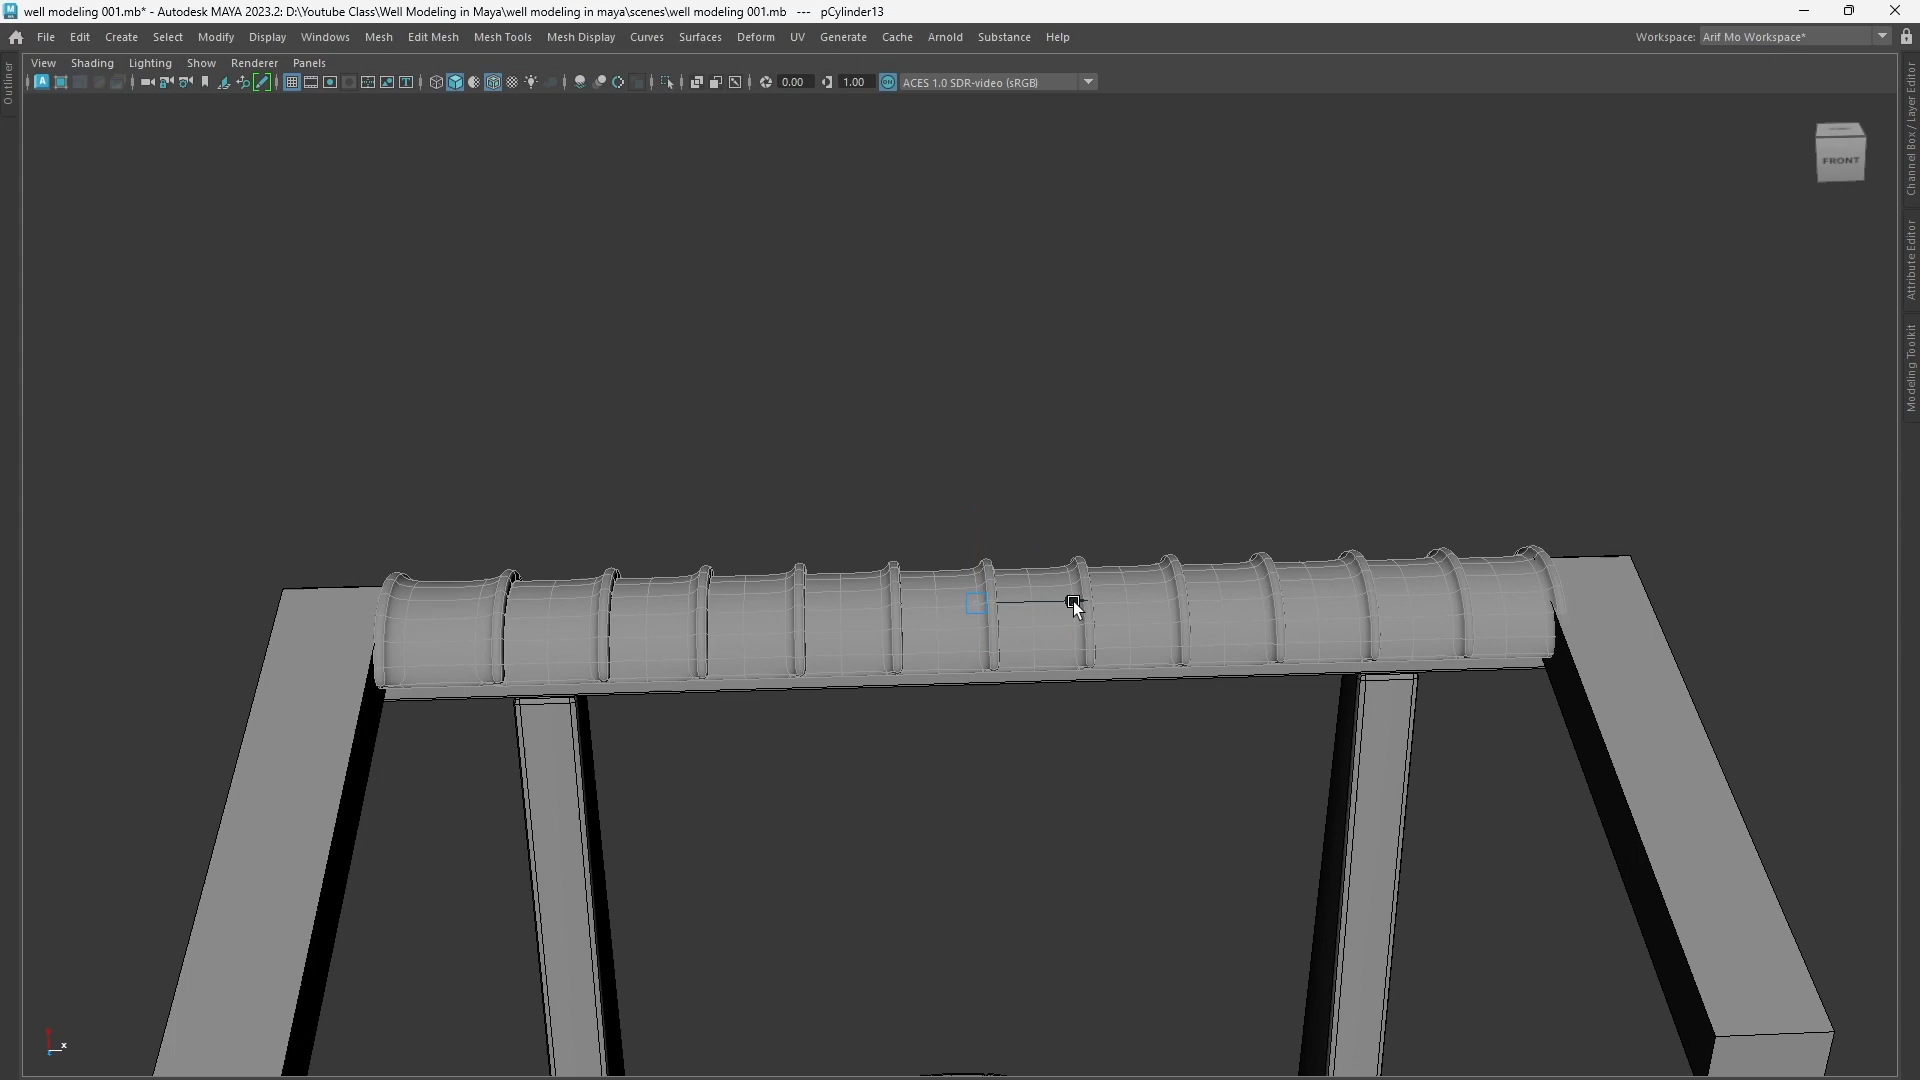 well modeling 001.mb* - Autodesk MAYA 2023.2: D:\Youtube Class\Well Modeling in Maya\well modeling in maya\scenes\well modeling 001.mb --- pCylinder13
File Edit Create Select Modify Display Windows Mesh Edit Mesh Mesh Tools Mesh Display Curves Surfaces Deform UV Generate Cache Arnold Substance Help
Workspace: Arif Mo Workspace*
View Shading Lighting Show Renderer Panels
0.00 1.00 ON ACES 1.0 SDR-video (sRGB)
Outliner
Channel Box / Layer Editor
Attribute Editor
Modeling Toolkit
FRONT
x